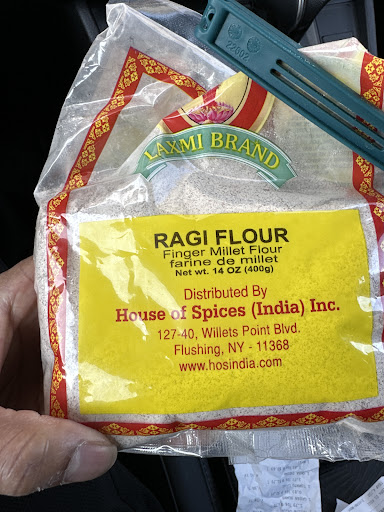 22802
LAXMI BRAND
RAGI FLOUR
Finger Millet Flour
farine de millet
Net wt. 14 OZ (400g)
Distributed By
House of Spices (India) Inc.
127-40, Willets Point Blvd.
Flushing, NY - 11368
www.hosindia.com